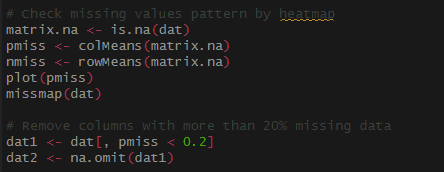 # Check missing values pattern by heatmap
matrix.na <- is.na(dat)
pmiss <- colMeans(matrix.na)
nmiss <- rowMeans(matrix.na)
plot(pmiss)
missmap(dat)

# Remove columns with more than 20% missing data
dat1 <- dat[, pmiss < 0.2]
dat2 <- na.omit(dat1)